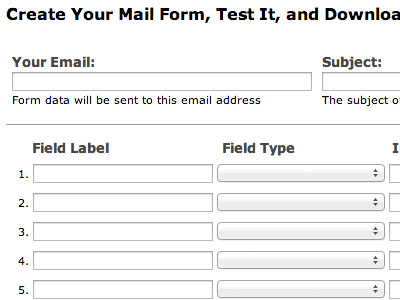 Create Your Mail Form, Test It, and Downloa
Your Email: Subject:
Form data will be sent to this email address The subject o
Field Label Field Type I
1.
2.
3.
4.
5.